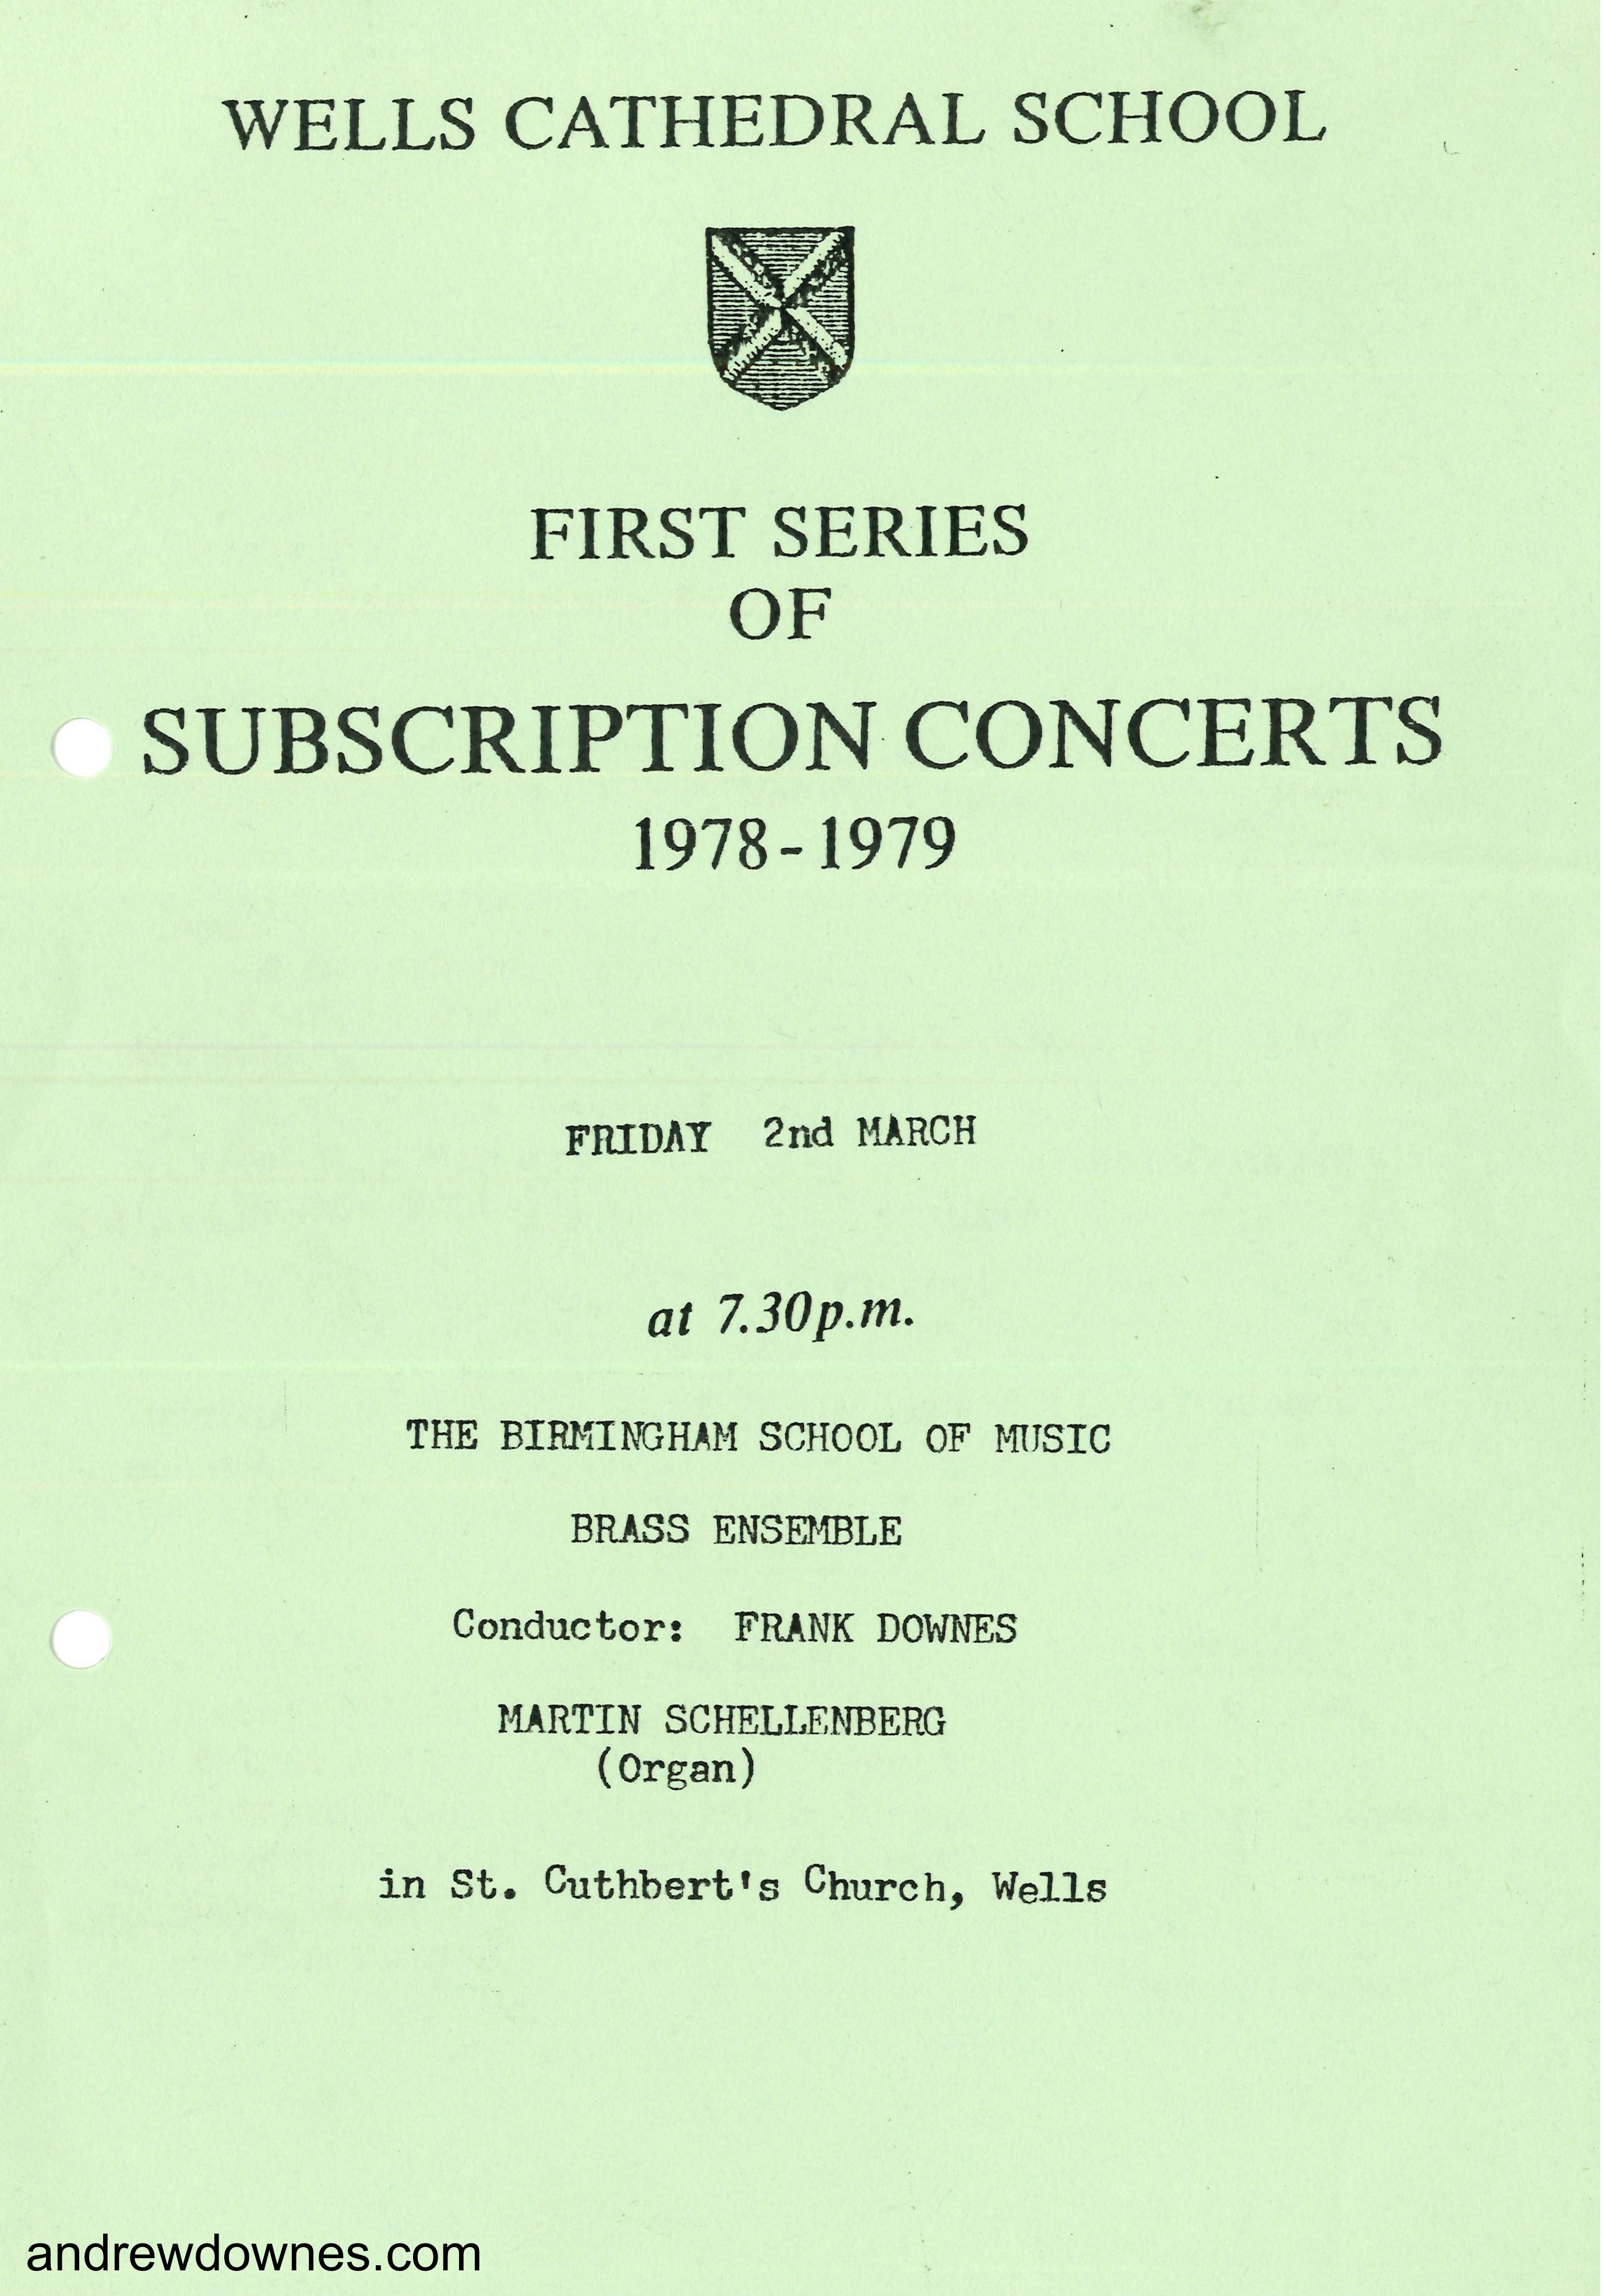 WELLS CATHEDRAL SCHOOL
FIRST SERIES
OF
SUBSCRIPTION CONCERTS
1978-1979
FRIDAY 2nd MARCH
at 7.30p.m.
THE BIRMINGHAM SCHOOL OF MUSIC
BRASS ENSEMBLE
Conductor: FRANK DOWNES
MARTIN SCHELLENBERG
(Organ)
in St. Cuthbert's Church, Wells
andrewdownes.com